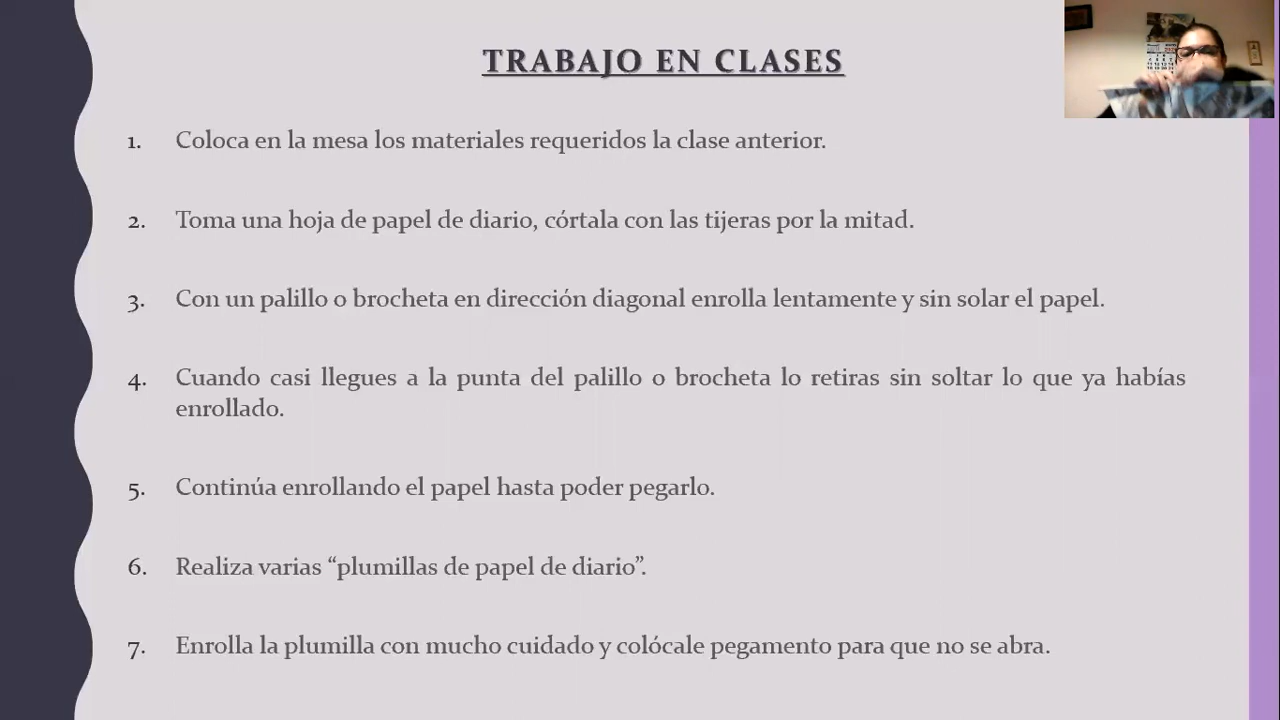 TRABAJO EN CLASES
1. Coloca en la mesa los materiales requeridos la clase anterior.
2. Toma una hoja de papel de diario, córtala con las tijeras por la mitad.
3. Con un palillo o brocheta en dirección diagonal enrolla lentamente y sin solar el papel.
4. Cuando casi llegues a la punta del palillo o brocheta lo retiras sin soltar lo que ya habías
enrollado.
5. Continúa enrollando el papel hasta poder pegarlo.
6. Realiza varias “plumillas de papel de diario”.
7. Enrolla la plumilla con mucho cuidado y colócale pegamento para que no se abra.